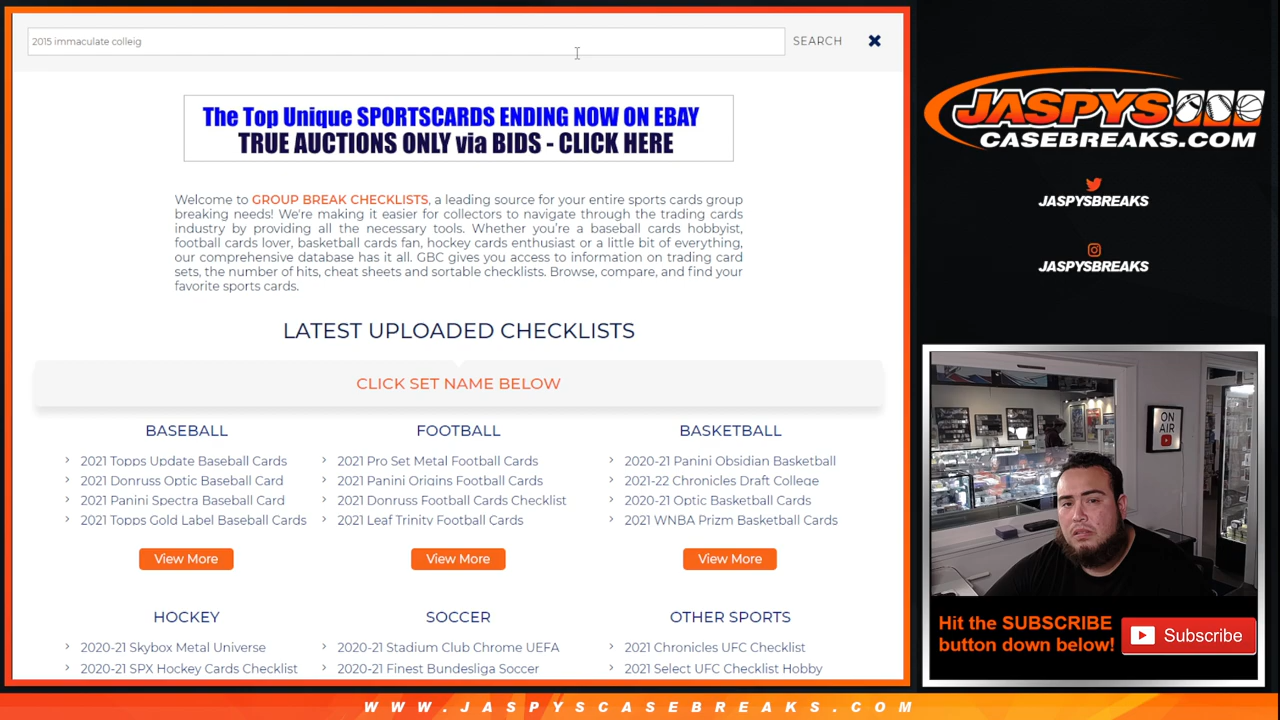 2015 immaculate colleig
SEARCH
The Top Unique SPORTSCARDS ENDING NOW ON EBAY
TRUE AUCTIONS ONLY via BIDS - CLICK HERE
Welcome to GROUP BREAK CHECKLISTS, a leading source for your entire sports cards group
breaking needs! We're making it easier for collectors to navigate through the trading cards
industry by providing all the necessary tools. Whether you're a baseball cards hobbyist,
football cards lover, basketball cards fan, hockey cards enthusiast or a little bit of everything,
our comprehensive database has it all. GBC gives you access to information on trading card
sets, the number of hits, cheat sheets and sortable checklists. Browse, compare, and find your
favorite sports cards.
LATEST UPLOADED CHECKLISTS
CLICK SET NAME BELOW
BASEBALL
2021 Topps Update Baseball Cards
2021 Donruss Optic Baseball Card
2021 Panini Spectra Baseball Card
2021 Topps Gold Label Baseball Cards
View More
FOOTBALL
2021 Pro Set Metal Football Cards
2021 Panini Origins Football Cards
2021 Donruss Football Cards Checklist
2021 Leaf Trinity Football Cards
View More
BASKETBALL
2020-21 Panini Obsidian Basketball
2021-22 Chronicles Draft College
2020-21 Optic Basketball Cards
2021 WNBA Prizm Basketball Cards
View More
HOCKEY
2020-21 Skybox Metal Universe
2020-21 SPX Hockey Cards Checklist
SOCCER
2020-21 Stadium Club Chrome UEFA
2020-21 Finest Bundesliga Soccer
OTHER SPORTS
2021 Chronicles UFC Checklist
2021 Select UFC Checklist Hobby
JASPYS
CASEBREAKS.COM
JASPYSBREAKS
JASPYSBREAKS
ON
AIR
Hit the SUBSCRIBE
button down below!
Subscribe
WWW.JASPYSCASEBREAKS.COM